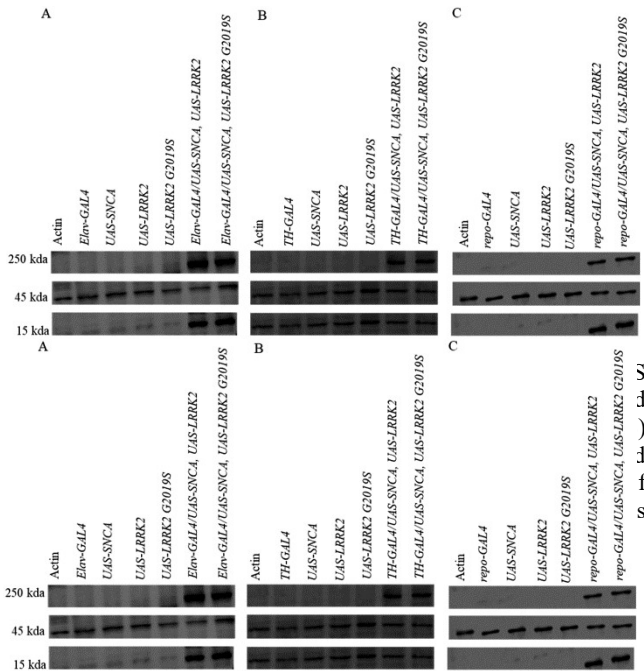 A
B
C
Actin
Elav-GAL4
UAS-SNCA
UAS-LRRK2
UAS-LRRK2 G2019S
Elav-GAL4/UAS-SNCA, UAS-LRRK2
Elav-GAL4/UAS-SNCA, UAS-LRRK2 G2019S
Actin
TH-GAL4
UAS-SNCA
UAS-LRRK2
UAS-LRRK2 G2019S
TH-GAL4/UAS-SNCA, UAS-LRRK2
TH-GAL4/UAS-SNCA, UAS-LRRK2 G2019S
Actin
repo-GAL4
UAS-SNCA
UAS-LRRK2
UAS-LRRK2 G2019S
repo-GAL4/UAS-SNCA, UAS-LRRK2
repo-GAL4/UAS-SNCA, UAS-LRRK2 G2019S
250 kda
45 kda
15 kda
A
B
C
Actin
Elav-GAL4
UAS-SNCA
UAS-LRRK2
UAS-LRRK2 G2019S
Elav-GAL4/UAS-SNCA, UAS-LRRK2
Elav-GAL4/UAS-SNCA, UAS-LRRK2 G2019S
Actin
TH-GAL4
UAS-SNCA
UAS-LRRK2
UAS-LRRK2 G2019S
TH-GAL4/UAS-SNCA, UAS-LRRK2
TH-GAL4/UAS-SNCA, UAS-LRRK2 G2019S
Actin
repo-GAL4
UAS-SNCA
UAS-LRRK2
UAS-LRRK2 G2019S
repo-GAL4/UAS-SNCA, UAS-LRRK2
repo-GAL4/UAS-SNCA, UAS-LRRK2 G2019S
250 kda
45 kda
15 kda